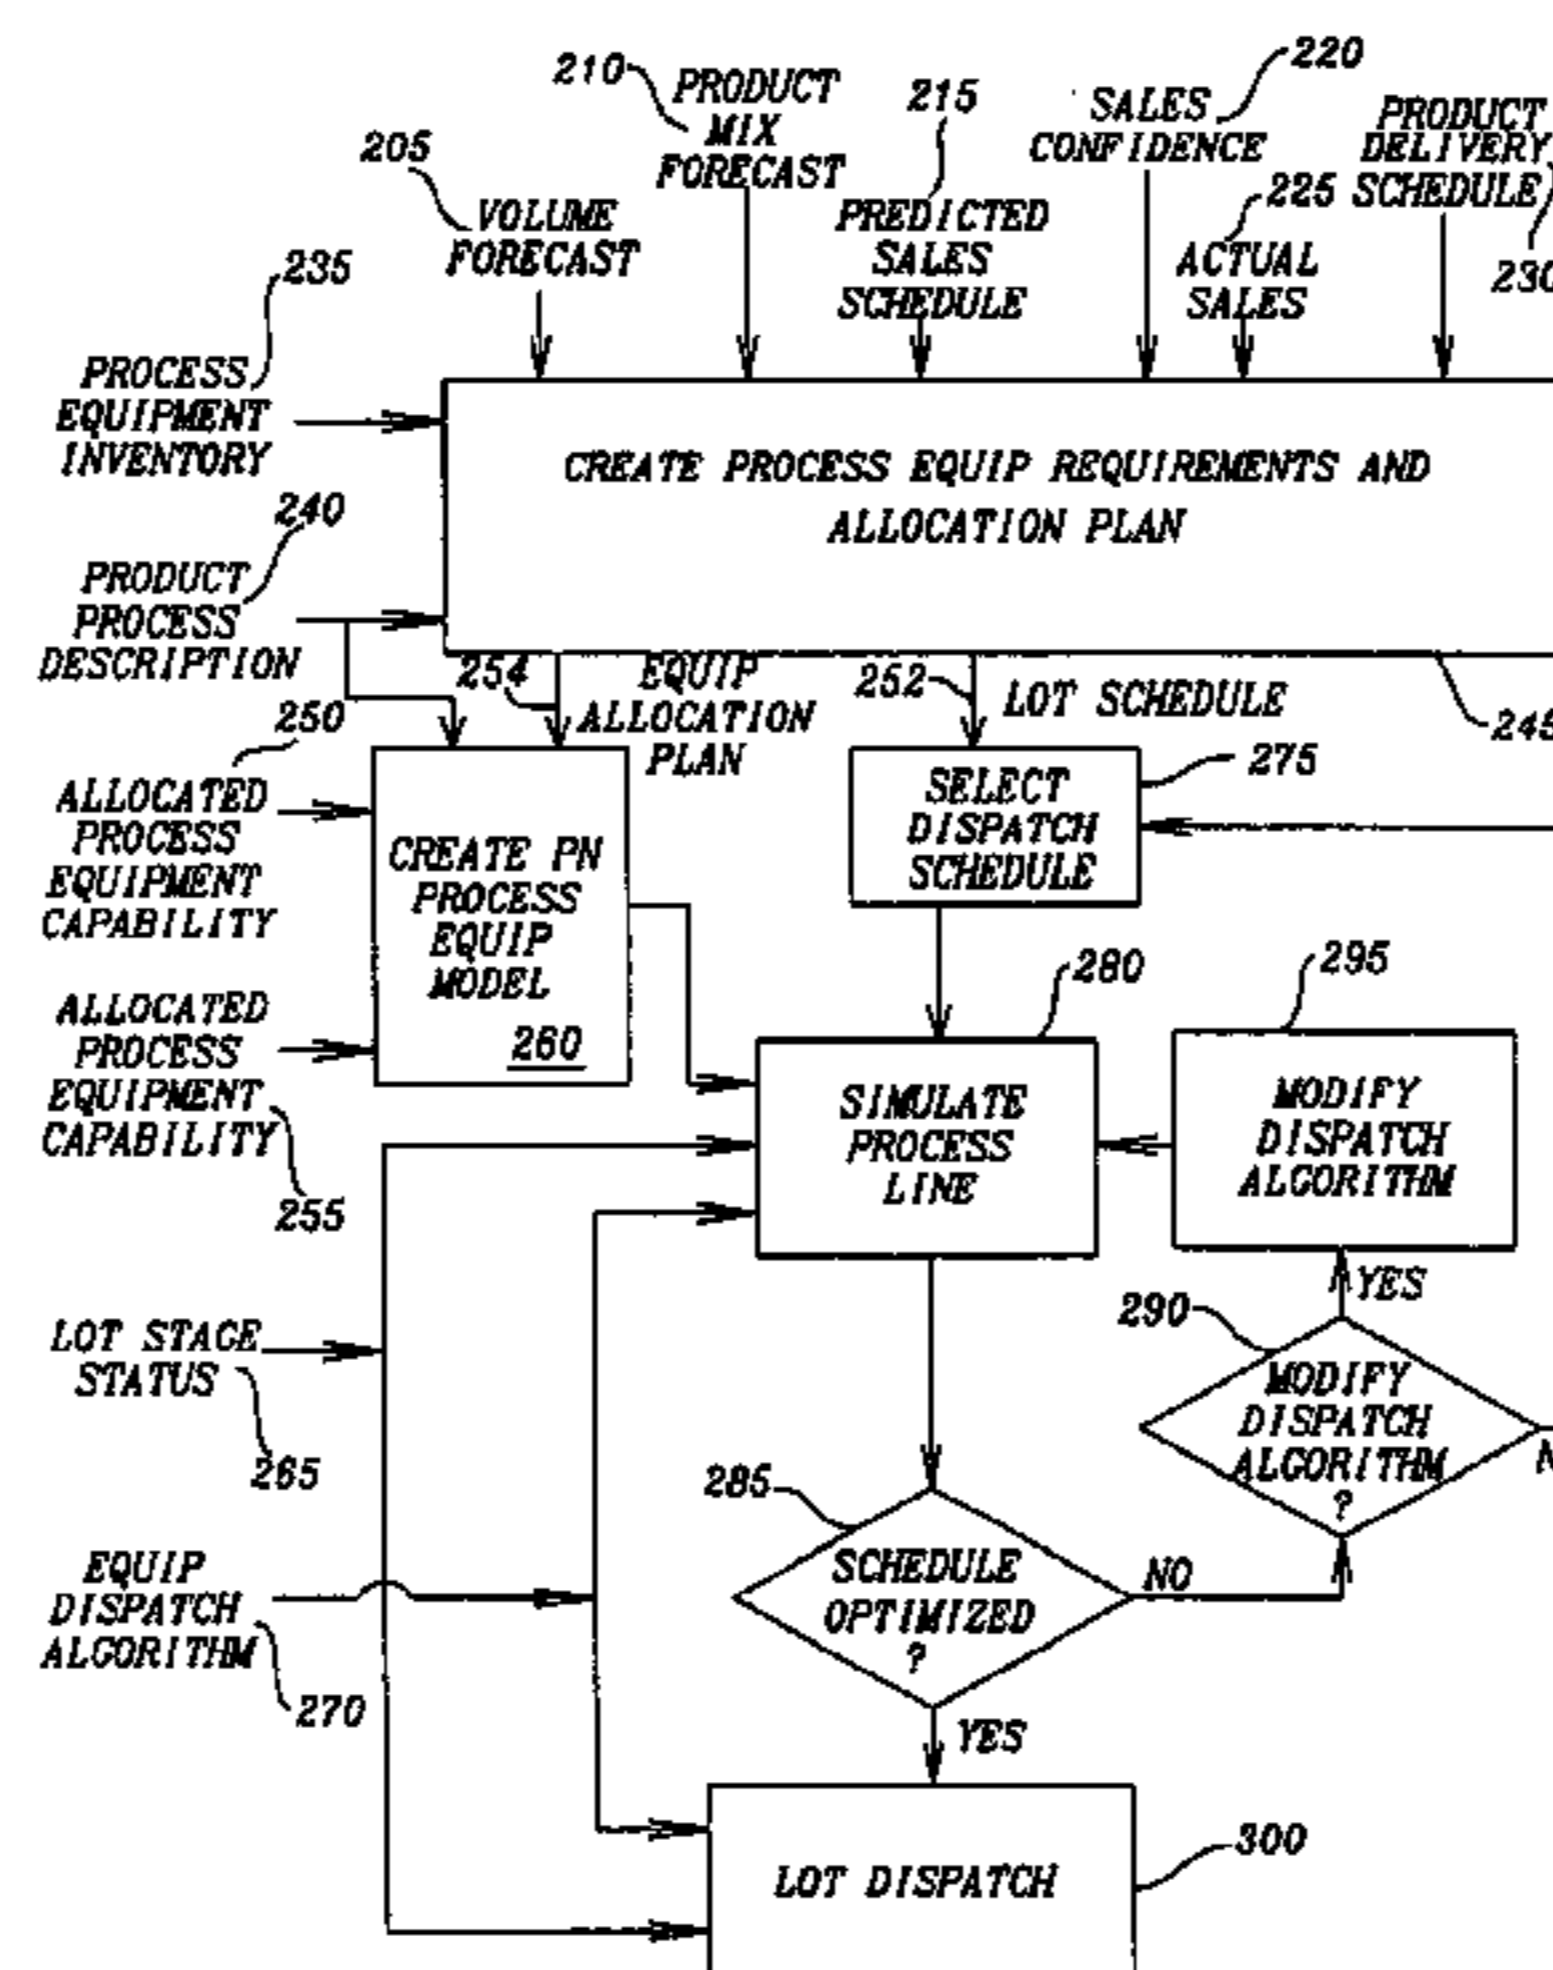 210
PRODUCT
MIX
FORECAST
215
SALES
CONFIDENCE
220
PRODUCT
DELIVERY
SCHEDULE
205
VOLUME
FORECAST
PREDICTED
SALES
SCHEDULE
225
ACTUAL
SALES
230
235
PROCESS
EQUIPMENT
INVENTORY
CREATE PROCESS EQUIP REQUIREMENTS AND
ALLOCATION PLAN
240
PRODUCT
PROCESS
DESCRIPTION
254
EQUIP
ALLOCATION
PLAN
252
LOT SCHEDULE
245
250
ALLOCATED
PROCESS
EQUIPMENT
CAPABILITY
CREATE PN
PROCESS
EQUIP
MODEL
260
SELECT
DISPATCH
SCHEDULE
275
ALLOCATED
PROCESS
EQUIPMENT
CAPABILITY
255
280
SIMULATE
PROCESS
LINE
295
MODIFY
DISPATCH
ALGORITHM
YES
290
MODIFY
DISPATCH
ALGORITHM
?
N
LOT STAGE
STATUS
265
285
SCHEDULE
OPTIMIZED
?
NO
YES
EQUIP
DISPATCH
ALGORITHM
270
LOT DISPATCH
300